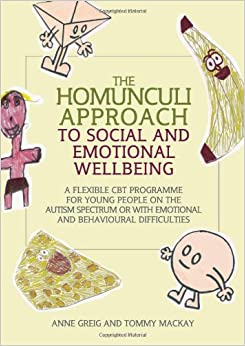 THE
HOMUNCULI
APPROACH
TO SOCIAL AND
EMOTIONAL
WELLBEING
A FLEXIBLE CBT PROGRAMME
FOR YOUNG PEOPLE ON THE
AUTISM SPECTRUM OR WITH EMOTIONAL
AND BEHAVIOURAL DIFFICULTIES
ANNE GREIG AND TOMMY MACKAY